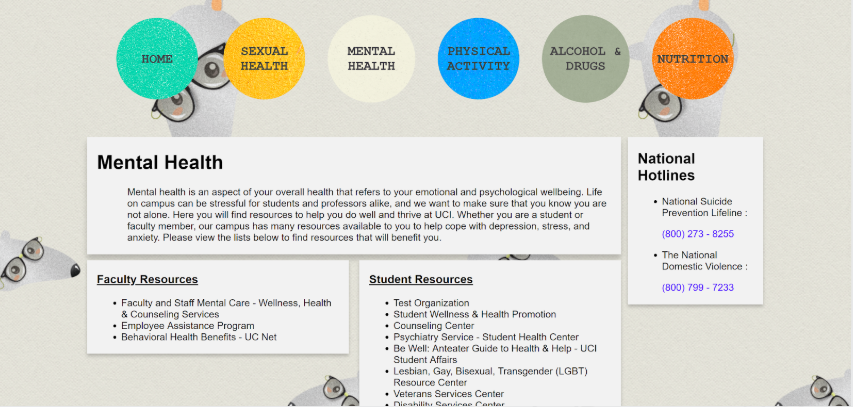 HOME
SEXUAL
HEALTH
MENTAL
HEALTH
PHYSICAL
ACTIVITY
ALCOHOL &
DRUGS
NUTRITION
Mental Health
Mental health is an aspect of your overall health that refers to your emotional and psychological wellbeing. Life
on campus can be stressful for students and professors alike, and we want to make sure that you know you are
not alone. Here you will find resources to help you do well and thrive at UCI. Whether you are a student or
faculty member, our campus has many resources available to you to help cope with depression, stress, and
anxiety. Please view the lists below to find resources that will benefit you.
National
Hotlines
• National Suicide
Prevention Lifeline :
(800) 273 - 8255
• The National
Domestic Violence :
(800) 799 - 7233
Faculty Resources
• Faculty and Staff Mental Care - Wellness, Health
& Counseling Services
• Employee Assistance Program
• Behavioral Health Benefits - UC Net
Student Resources
• Test Organization
• Student Wellness & Health Promotion
• Counseling Center
• Psychiatry Service - Student Health Center
• Be Well: Anteater Guide to Health & Help - UCI
Student Affairs
• Lesbian, Gay, Bisexual, Transgender (LGBT)
Resource Center
• Veterans Services Center
• Disability Services Center